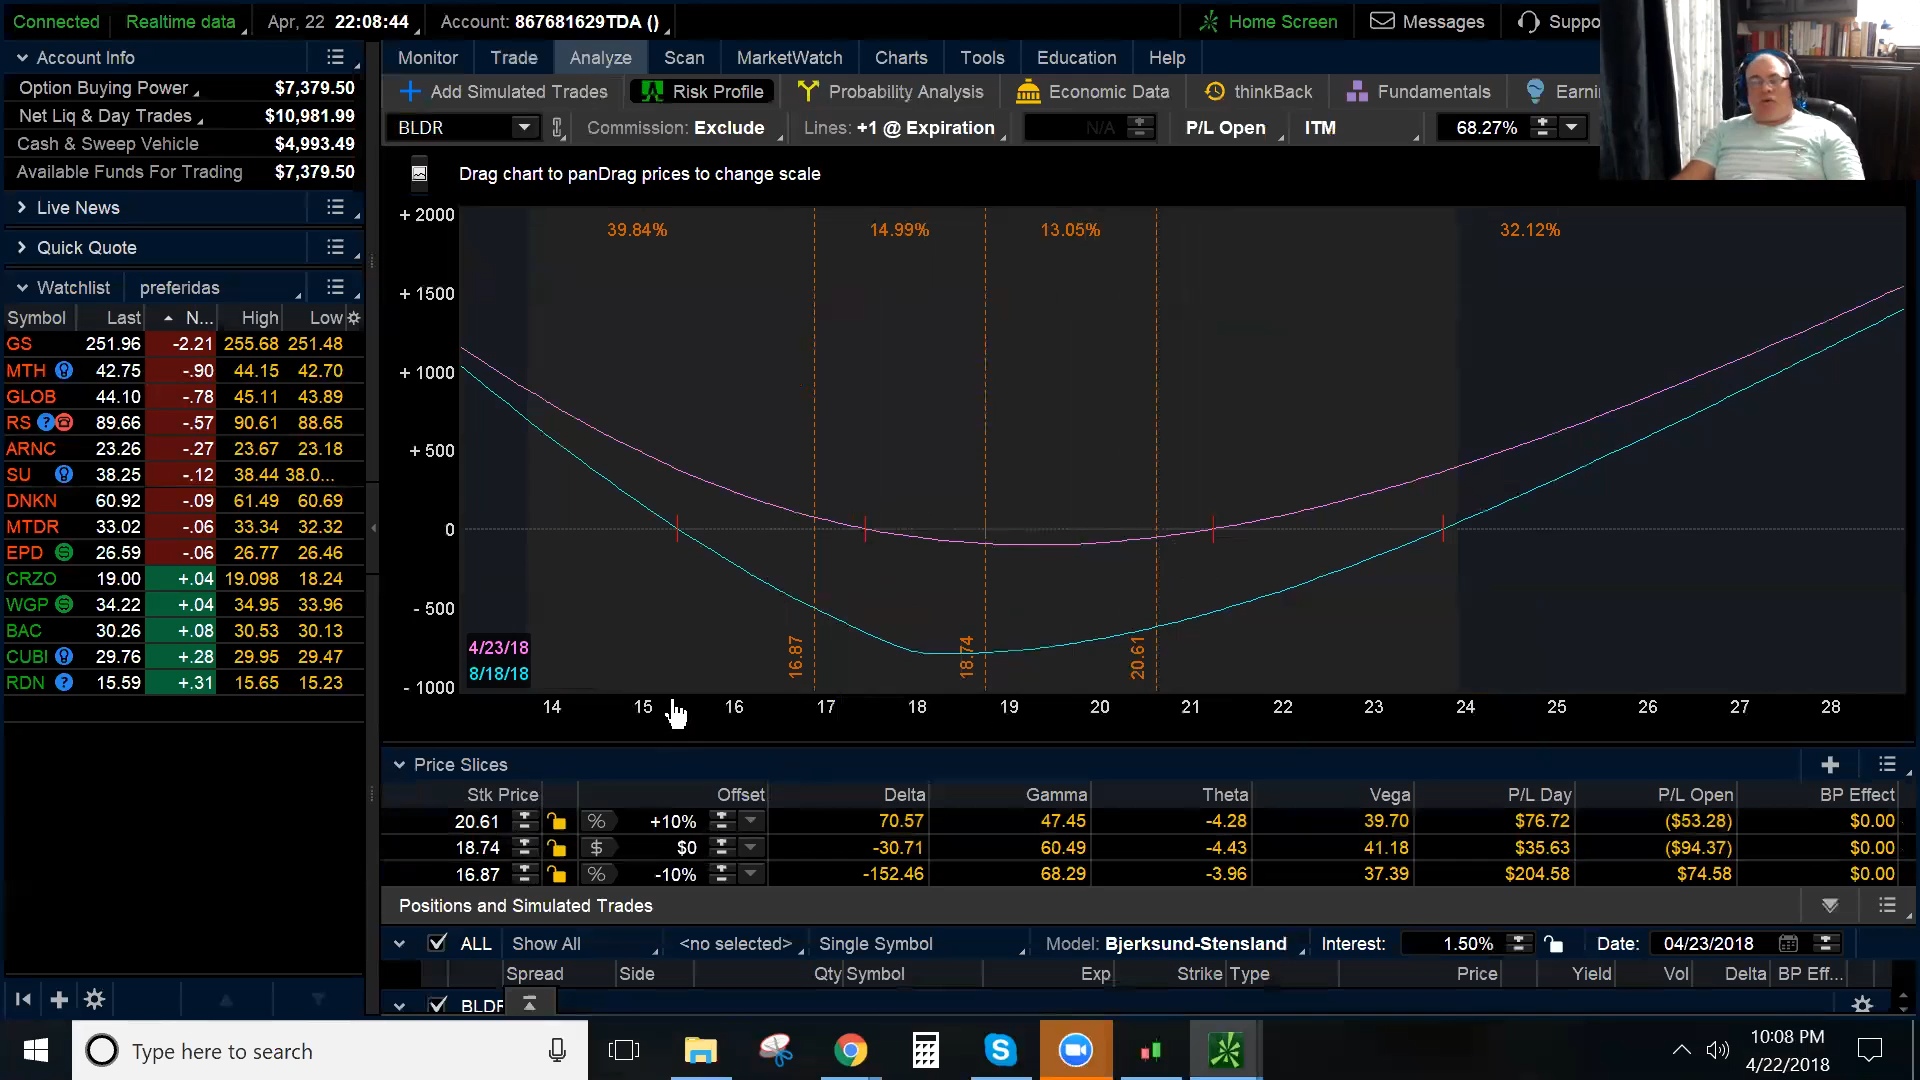 Connected Realtime data Apr, 22 22:08:44 Account: 867681629TDA () Home Screen Messages Suppo
Account Info
Option Buying Power $7,379.50
Net Liq & Day Trades $10,981.99
Cash & Sweep Vehicle $4,993.49
Available Funds For Trading $7,379.50
Live News
Quick Quote
Watchlist preferidas
Symbol Last N... High Low
GS 251.96 -2.21 255.68 251.48
MTH 42.75 -.90 44.15 42.70
GLOB 44.10 -.78 45.11 43.89
RS 89.66 -.57 90.61 88.65
ARNC 23.26 -.27 23.67 23.18
SU 38.25 -.12 38.44 38.0...
DNKN 60.92 -.09 61.49 60.69
MTDR 33.02 -.06 33.34 32.32
EPD 26.59 -.06 26.77 26.46
CRZO 19.00 +.04 19.098 18.24
WGP 34.22 +.04 34.95 33.96
BAC 30.26 +.08 30.53 30.13
CUBI 29.76 +.28 29.95 29.47
RDN 15.59 +.31 15.65 15.23
Monitor Trade Analyze Scan MarketWatch Charts Tools Education Help
Add Simulated Trades Risk Profile Probability Analysis Economic Data thinkBack Fundamentals Earni
BLDR Commission: Exclude Lines: +1 @ Expiration N/A P/L Open ITM 68.27%
Drag chart to panDrag prices to change scale
+ 2000
39.84% 14.99% 13.05% 32.12%
+ 1500
+ 1000
+ 500
0
- 500
4/23/18
8/18/18
16.87 18.74 20.61
- 1000
14 15 16 17 18 19 20 21 22 23 24 25 26 27 28
Price Slices
Stk Price Offset Delta Gamma Theta Vega P/L Day P/L Open BP Effect
20.61 % +10% 70.57 47.45 -4.28 39.70 $76.72 ($53.28) $0.00
18.74 $ $0 -30.71 60.49 -4.43 41.18 $35.63 ($94.37) $0.00
16.87 % -10% -152.46 68.29 -3.96 37.39 $204.58 $74.58 $0.00
Positions and Simulated Trades
ALL Show All <no selected> Single Symbol Model: Bjerksund-Stensland Interest: 1.50% Date: 04/23/2018
Spread Side Qty Symbol Exp Strike Type Price Yield Vol Delta BP Eff...
BLDR
Type here to search
10:08 PM
4/22/2018